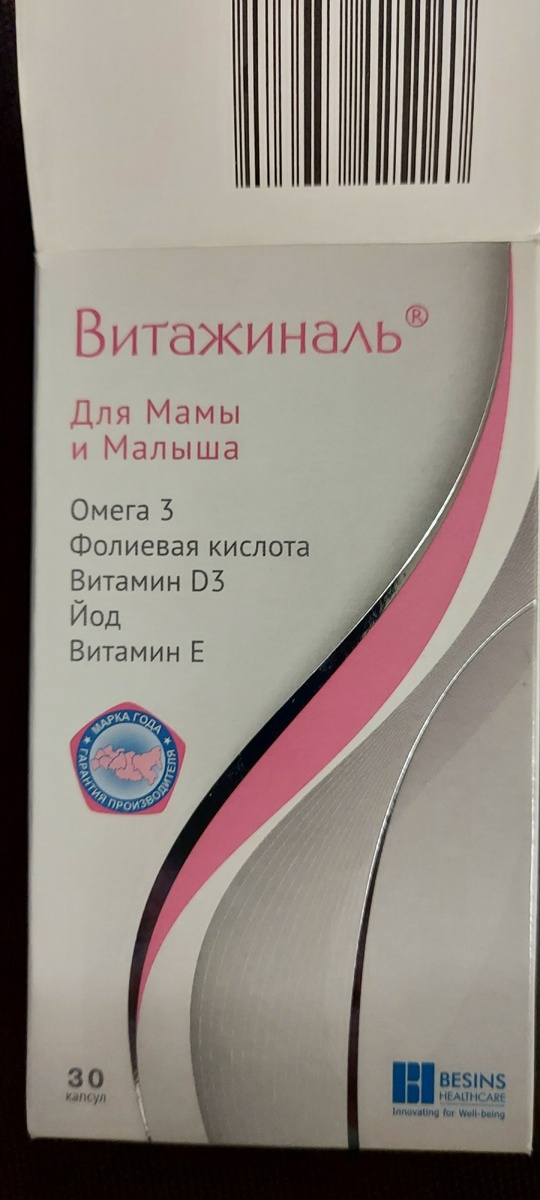 Витажиналь®
Для Мамы
и Малыша
Омега 3
Фолиевая кислота
Витамин D3
Йод
Витамин Е
МАРКА ГОДА
ГАРАНТИЯ ПРОИЗВОДИТЕЛЯ
30
капсул
BESINS
HEALTHCARE
Innovating for Well-being